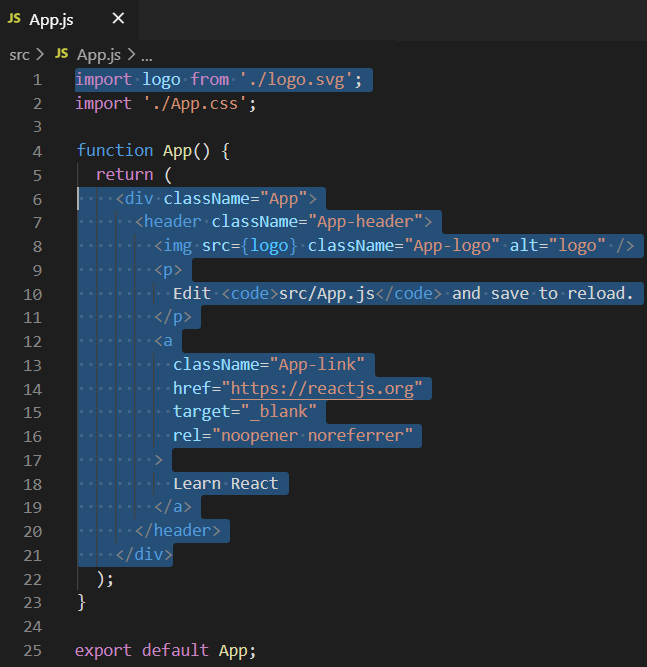 JS App.js ×
src > JS App.js > ...
1 import logo from './logo.svg';
2 import './App.css';
3
4 function App() {
5   return (
6     <div className="App">
7       <header className="App-header">
8         <img src={logo} className="App-logo" alt="logo" />
9         <p>
10           Edit <code>src/App.js</code> and save to reload.
11         </p>
12         <a
13           className="App-link"
14           href="https://reactjs.org"
15           target="_blank"
16           rel="noopener noreferrer"
17         >
18           Learn React
19         </a>
20       </header>
21     </div>
22   );
23 }
24
25 export default App;